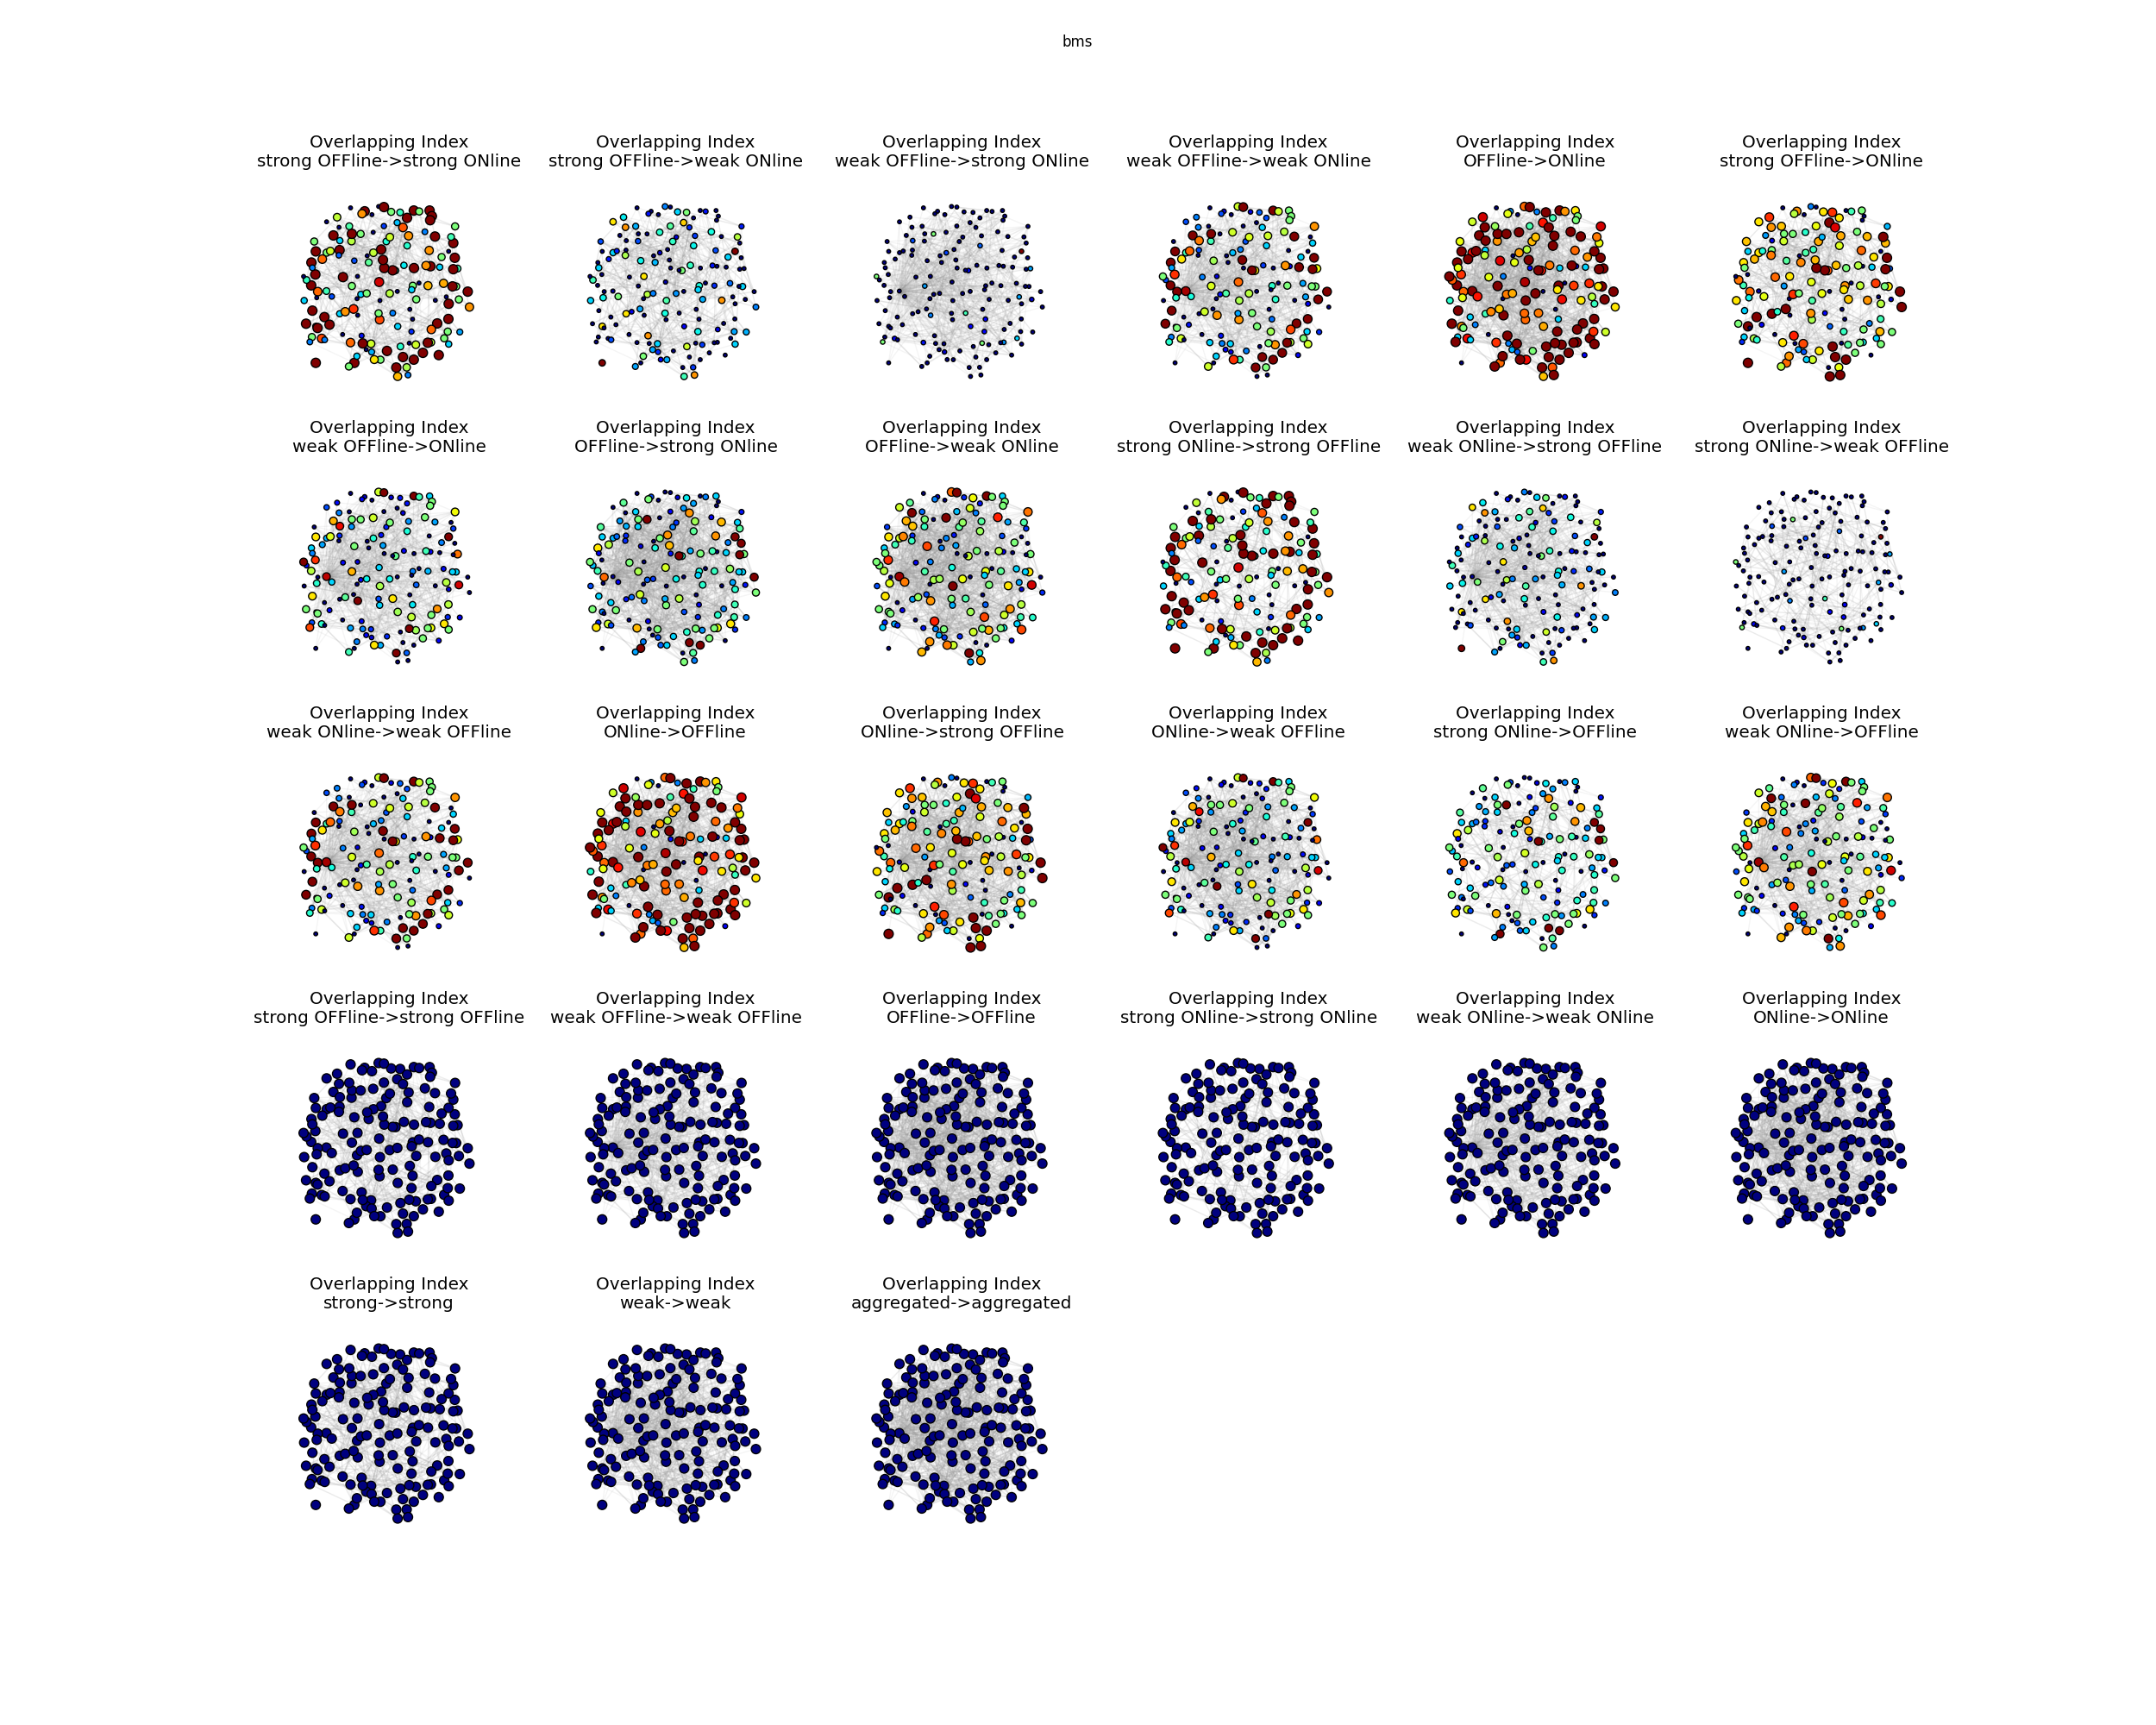 bms
Overlapping Index
strong OFFline->strong ONline
Overlapping Index
strong OFFline->weak ONline
Overlapping Index
weak OFFline->strong ONline
Overlapping Index
weak OFFline->weak ONline
Overlapping Index
OFFline->ONline
Overlapping Index
strong OFFline->ONline
Overlapping Index
weak OFFline->ONline
Overlapping Index
OFFline->strong ONline
Overlapping Index
OFFline->weak ONline
Overlapping Index
strong ONline->strong OFFline
Overlapping Index
weak ONline->strong OFFline
Overlapping Index
strong ONline->weak OFFline
Overlapping Index
weak ONline->weak OFFline
Overlapping Index
ONline->OFFline
Overlapping Index
ONline->strong OFFline
Overlapping Index
ONline->weak OFFline
Overlapping Index
strong ONline->OFFline
Overlapping Index
weak ONline->OFFline
Overlapping Index
strong OFFline->strong OFFline
Overlapping Index
weak OFFline->weak OFFline
Overlapping Index
OFFline->OFFline
Overlapping Index
strong ONline->strong ONline
Overlapping Index
weak ONline->weak ONline
Overlapping Index
ONline->ONline
Overlapping Index
strong->strong
Overlapping Index
weak->weak
Overlapping Index
aggregated->aggregated